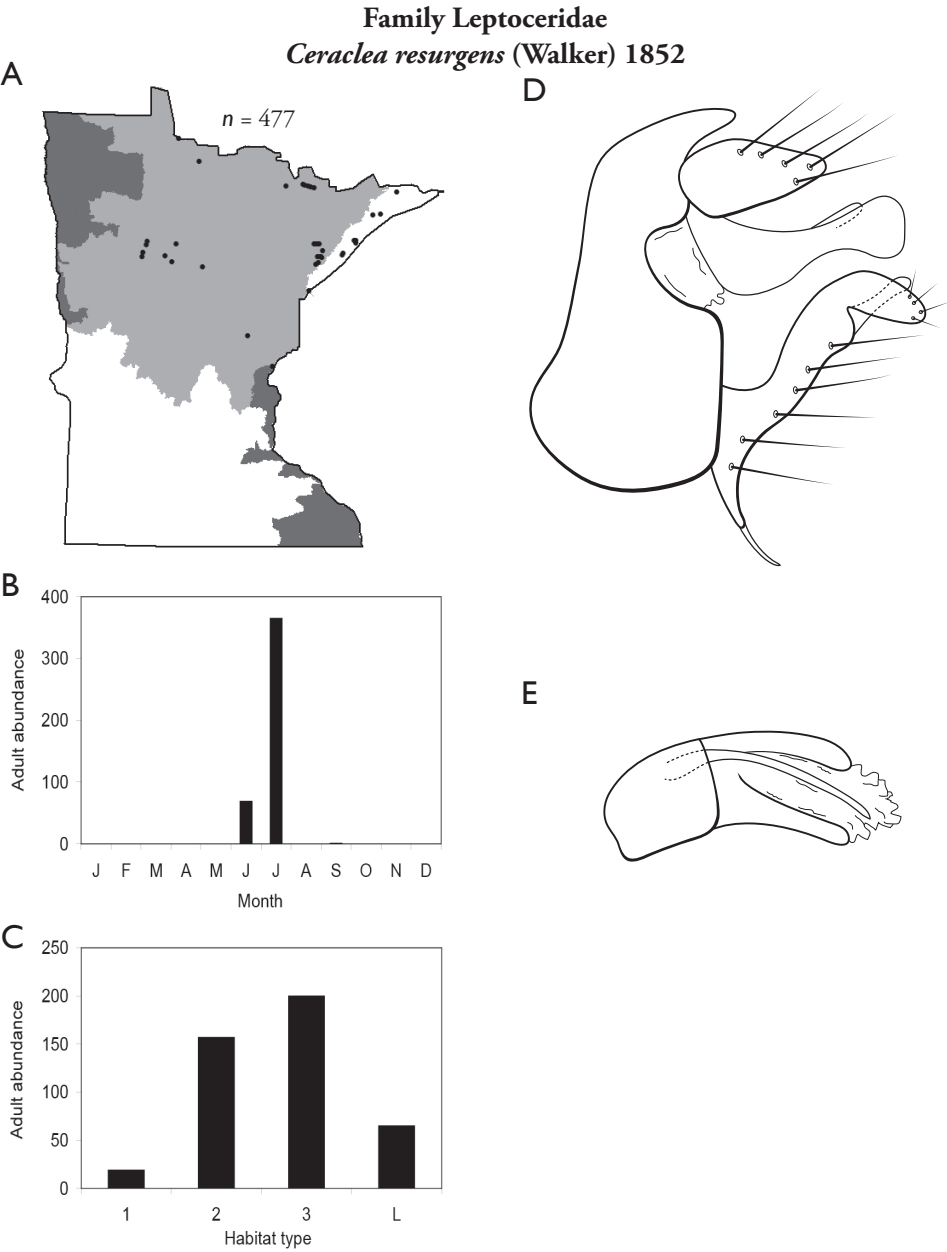 Family Leptoceridae
Ceraclea resurgens (Walker) 1852
A
n = 477
D
B
400
300
200
100
0
Adult abundance
J F M A M J J A S O N D
Month
E
C
250
200
150
100
50
0
Adult abundance
1 2 3 L
Habitat type